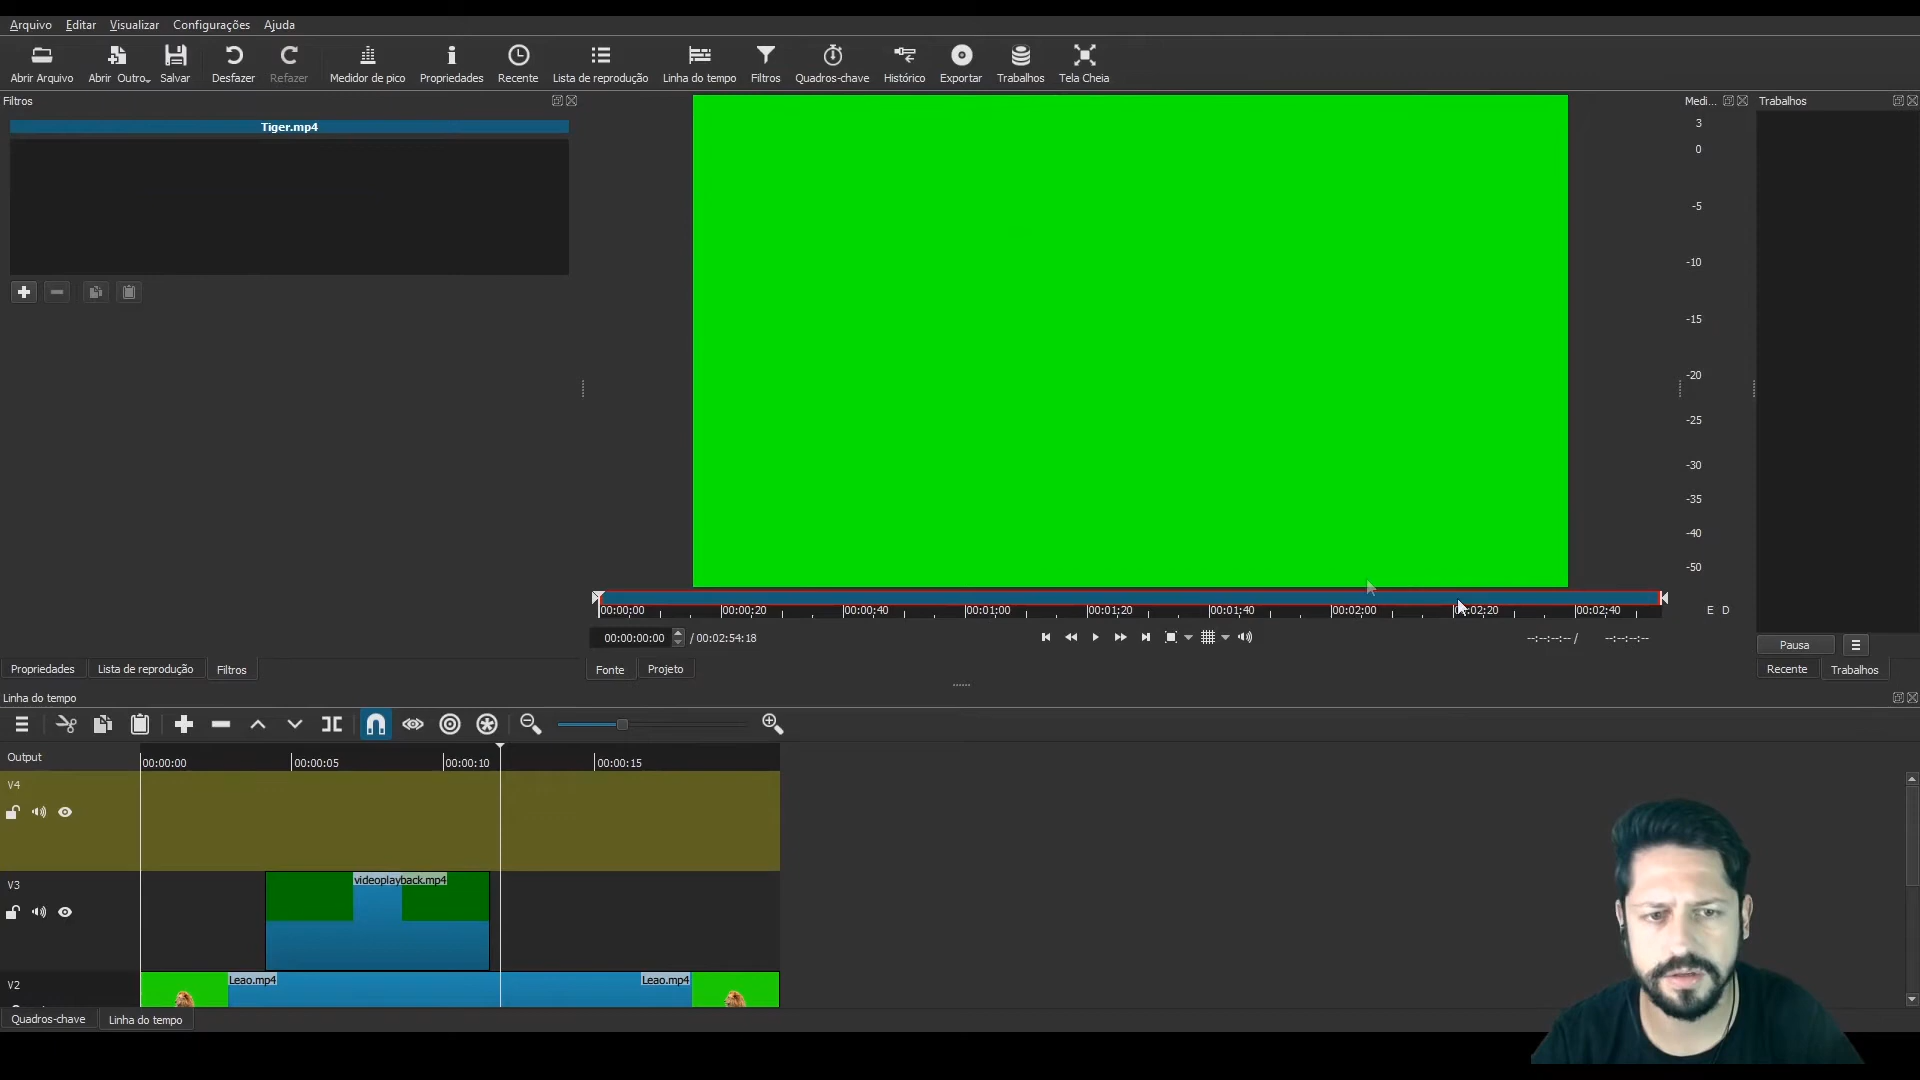 Arquivo Editar Visualizar Configurações Ajuda
Abrir Arquivo Abrir Outro Salvar Desfazer Refazer Medidor de pico Propriedades Recente Lista de reprodução Linha do tempo Filtros Quadros-chave Histórico Exportar Trabalhos Tela Cheia
Filtros
Medi...
Trabalhos
Tiger.mp4
3
0
-5
-10
-15
-20
-25
-30
-35
-40
-50
E D
00:00:00 00:00:20 00:00:40 00:01:00 00:01:20 00:01:40 00:02:00 00:02:20 00:02:40
00:00:00:00 / 00:02:54:18
--:--:--:-- / --:--:--:--
Pausa
Propriedades Lista de reprodução Filtros
Fonte Projeto
Recente Trabalhos
Linha do tempo
Output
00:00:00 00:00:05 00:00:10 00:00:15
V4
V3
videoplayback.mp4
V2
Leao.mp4 Leao.mp4
Quadros-chave Linha do tempo